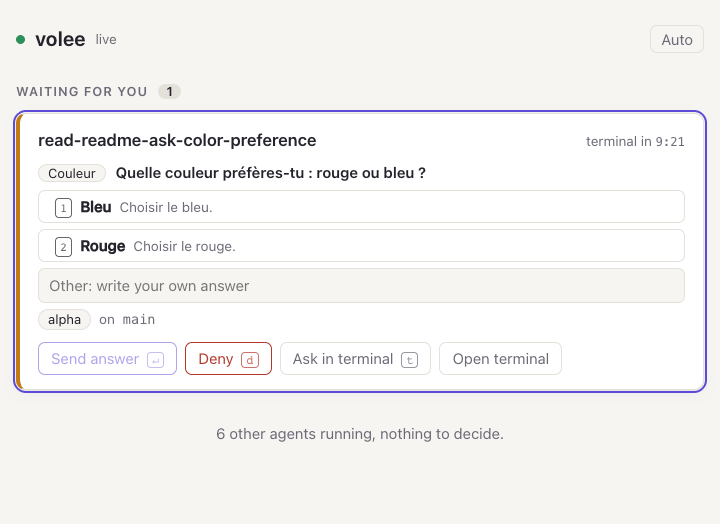 volee live
Auto
WAITING FOR YOU 1
read-readme-ask-color-preference
terminal in 9:21
Couleur Quelle couleur préfères-tu : rouge ou bleu ?
1 Bleu Choisir le bleu.
2 Rouge Choisir le rouge.
Other: write your own answer
alpha on main
Send answer ↵ Deny d Ask in terminal t Open terminal
6 other agents running, nothing to decide.